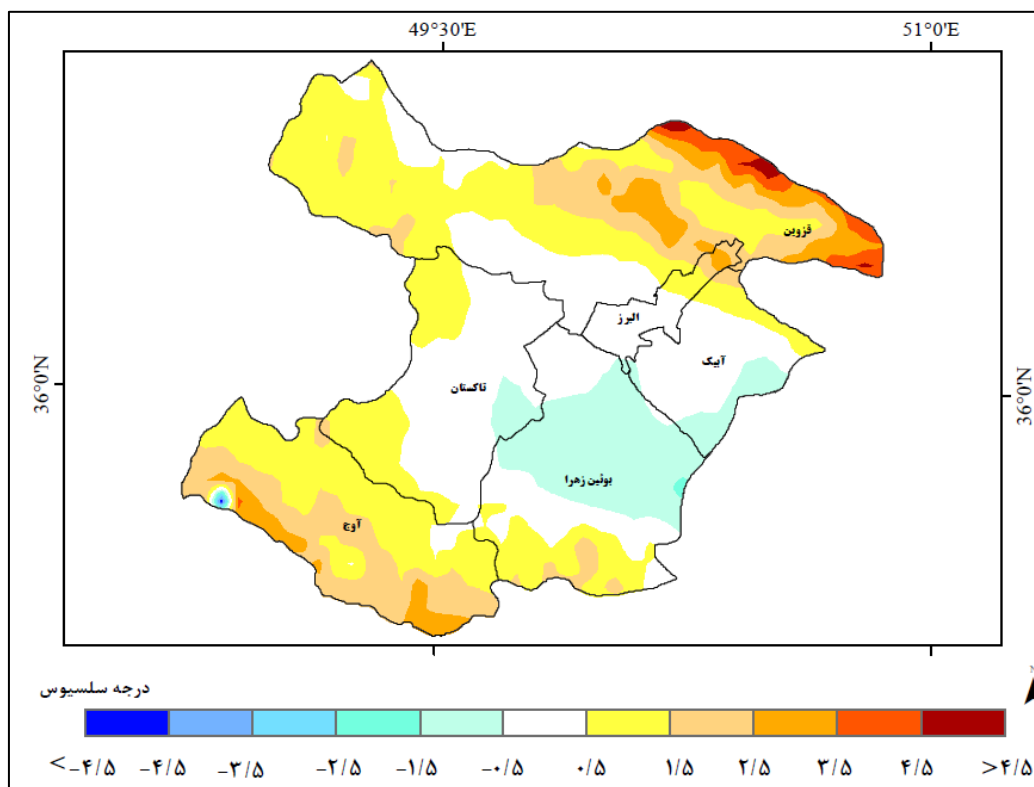 49°30'E 51°0'E
قزوین
البرز
آبیک
36°0'N
تاکستان
36°0'N
بوئین زهرا
آوج
درجه سلسیوس
<-۴/۵ -۴/۵ -۳/۵ -۲/۵ -۱/۵ -۰/۵ ۰/۵ ۱/۵ ۲/۵ ۳/۵ ۴/۵ >۴/۵